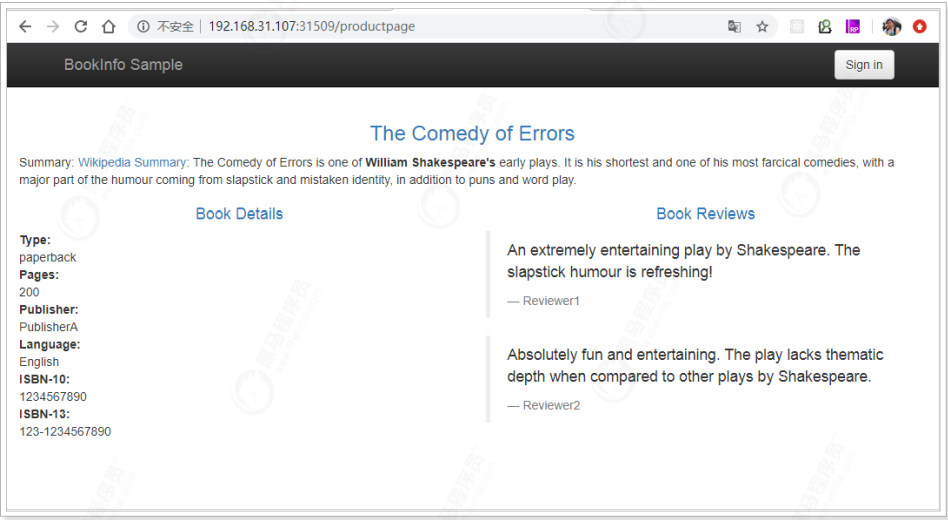 不安全 | 192.168.31.107:31509/productpage
BookInfo Sample
Sign in
The Comedy of Errors
Summary: Wikipedia Summary: The Comedy of Errors is one of William Shakespeare's early plays. It is his shortest and one of his most farcical comedies, with a
major part of the humour coming from slapstick and mistaken identity, in addition to puns and word play.
Book Details
Type:
paperback
Pages:
200
Publisher:
PublisherA
Language:
English
ISBN-10:
1234567890
ISBN-13:
123-1234567890
Book Reviews
An extremely entertaining play by Shakespeare. The
slapstick humour is refreshing!
— Reviewer1
Absolutely fun and entertaining. The play lacks thematic
depth when compared to other plays by Shakespeare.
— Reviewer2
黑马程序员